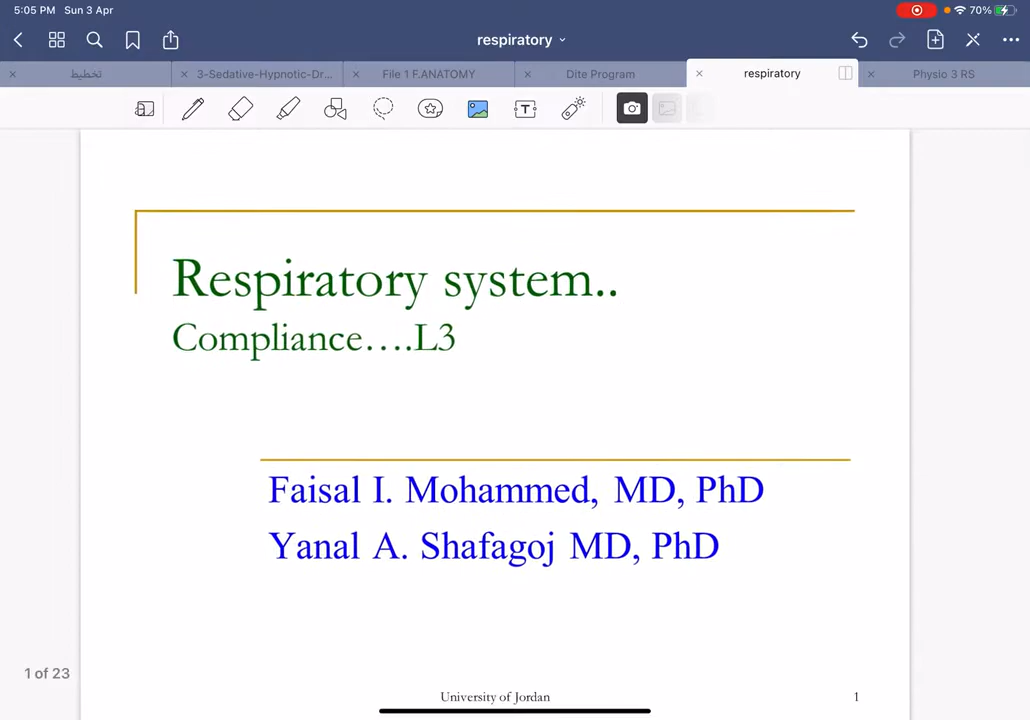 5:05 PM Sun 3 Apr
70%
respiratory
تخطيط
3-Sedative-Hypnotic-Dr...
File 1 F.ANATOMY
Dite Program
respiratory
Physio 3 RS
Respiratory system..
Compliance....L3
Faisal I. Mohammed, MD, PhD
Yanal A. Shafagoj MD, PhD
1 of 23
University of Jordan
1